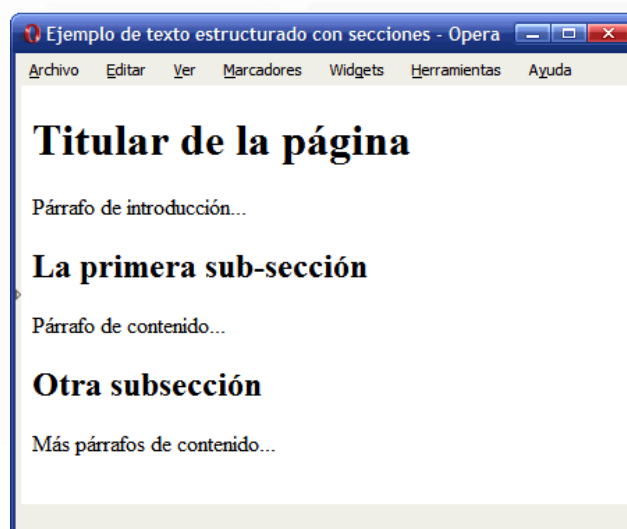 Ejemplo de texto estructurado con secciones - Opera
Archivo Editar Ver Marcadores Widgets Herramientas Ayuda
Titular de la página
Párrafo de introducción...
La primera sub-sección
Párrafo de contenido...
Otra subsección
Más párrafos de contenido...